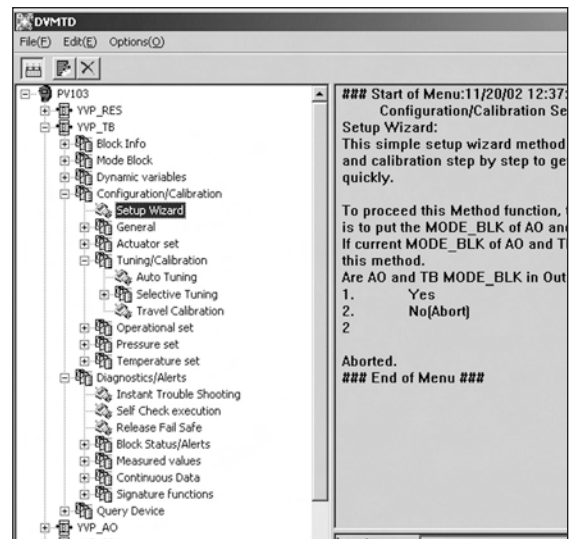 DVMTD
File(F) Edit(E) Options(O)
PV103
YVP_RES
YVP_TB
Block Info
Mode Block
Dynamic variables
Configuration/Calibration
Setup Wizard
General
Actuator set
Tuning/Calibration
Auto Tuning
Selective Tuning
Travel Calibration
Operational set
Pressure set
Temperature set
Diagnostics/Alerts
Instant Trouble Shooting
Self Check execution
Release Fail Safe
Block Status/Alerts
Measured values
Continuous Data
Signature functions
Query Device
YVP_AO
### Start of Menu:11/20/02 12:37:
Configuration/Calibration Se
Setup Wizard:
This simple setup wizard method
and calibration step by step to ge
quickly.
To proceed this Method function,
is to put the MODE_BLK of AO an
If current MODE_BLK of AO and T
this method.
Are AO and TB MODE_BLK in Out
1. Yes
2. No(Abort)
2
Aborted.
### End of Menu ###